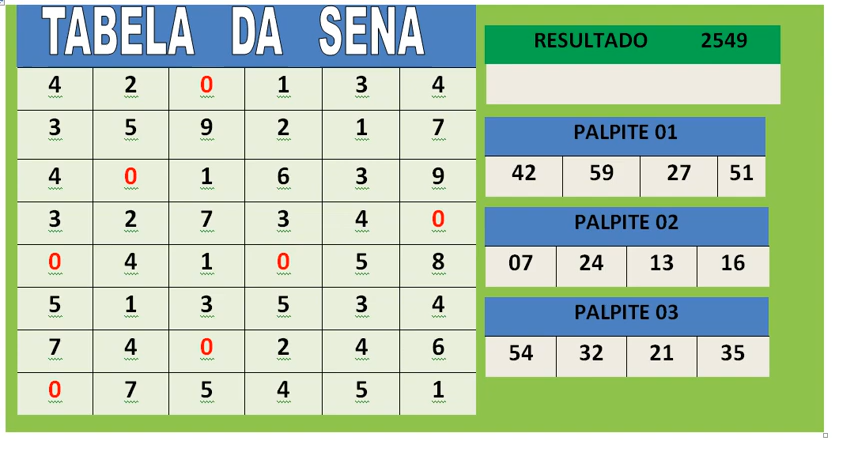 TABELA DA SENA
4 2 0 1 3 4
3 5 9 2 1 7
4 0 1 6 3 9
3 2 7 3 4 0
0 4 1 0 5 8
5 1 3 5 3 4
7 4 0 2 4 6
0 7 5 4 5 1
RESULTADO 2549
PALPITE 01
42 59 27 51
PALPITE 02
07 24 13 16
PALPITE 03
54 32 21 35